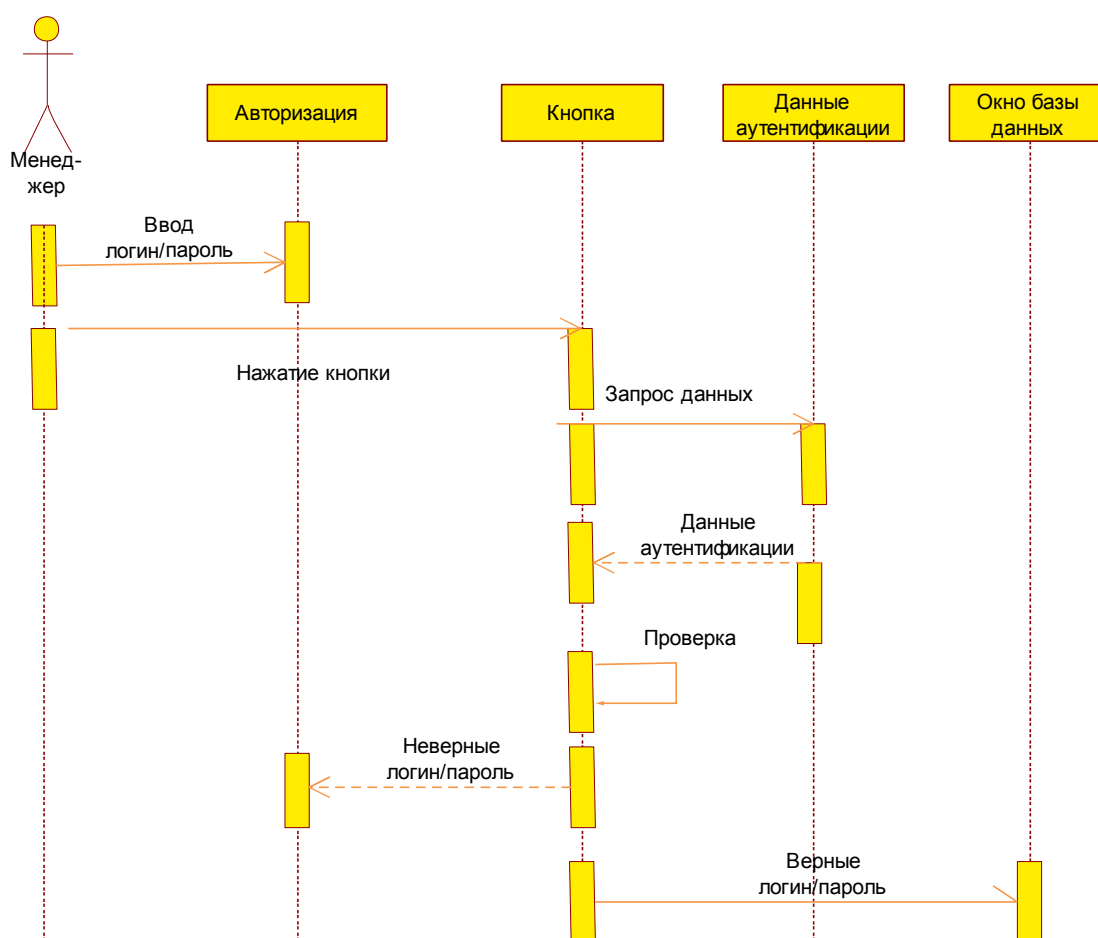 Менед-
жер
Авторизация
Кнопка
Данные
аутентификации
Окно базы
данных
Ввод
логин/пароль
Нажатие кнопки
Запрос данных
Данные
аутентификации
Проверка
Неверные
логин/пароль
Верные
логин/пароль